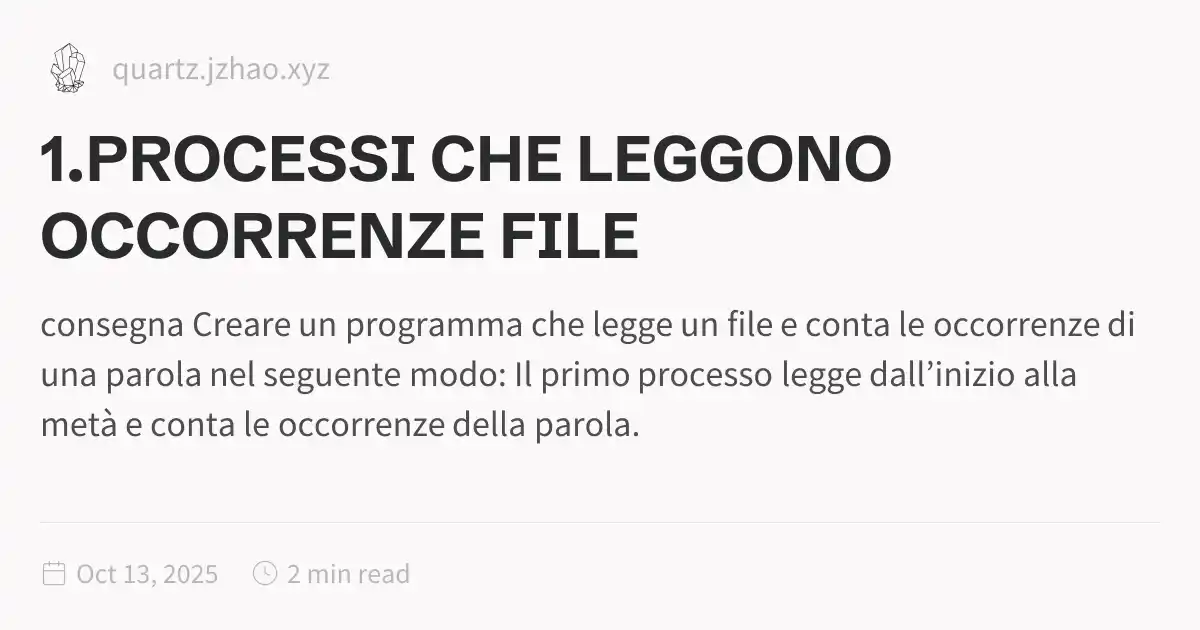 quartz.jzhao.xyz
1.PROCESSI CHE LEGGONO
OCCORRENZE FILE
consegna Creare un programma che legge un file e conta le occorrenze di
una parola nel seguente modo: Il primo processo legge dall’inizio alla
metà e conta le occorrenze della parola.
Oct 13, 2025 2 min read